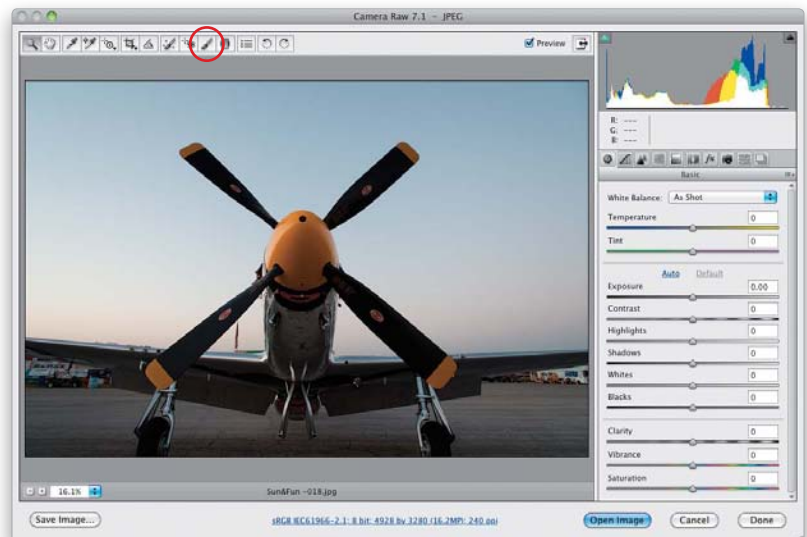 Camera Raw 7.1 - JPEG
Preview
R: ---
G: ---
B: ---
fx
Basic
White Balance: As Shot
Temperature 0
Tint 0
Auto Default
Exposure 0.00
Contrast 0
Highlights 0
Shadows 0
Whites 0
Blacks 0
Clarity 0
Vibrance 0
Saturation 0
16.1%
Sun&Fun -018.jpg
Save Image...
sRGB IEC61966-2.1; 8 bit; 4928 by 3280 (16.2MP); 240 ppi
Open Image
Cancel
Done